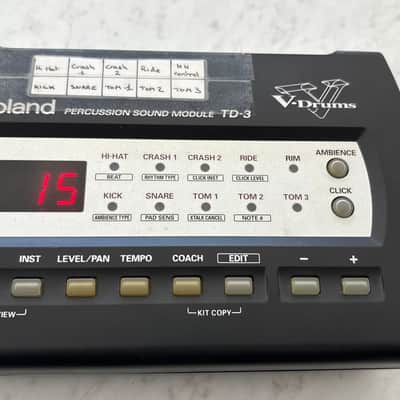 Hi Hat Crash 1 Crash 2 Ride HH control
KICK SNARE TOM-1 TOM 2 TOM 3
oland PERCUSSION SOUND MODULE TD-3
V-Drums
HI-HAT CRASH 1 CRASH 2 RIDE RIM AMBIENCE
BEAT RHYTHM TYPE CLICK INST CLICK LEVEL
15
KICK SNARE TOM 1 TOM 2 TOM 3 CLICK
AMBIENCE TYPE PAD SENS XTALK CANCEL NOTE #
INST LEVEL/PAN TEMPO COACH EDIT − +
VIEW KIT COPY